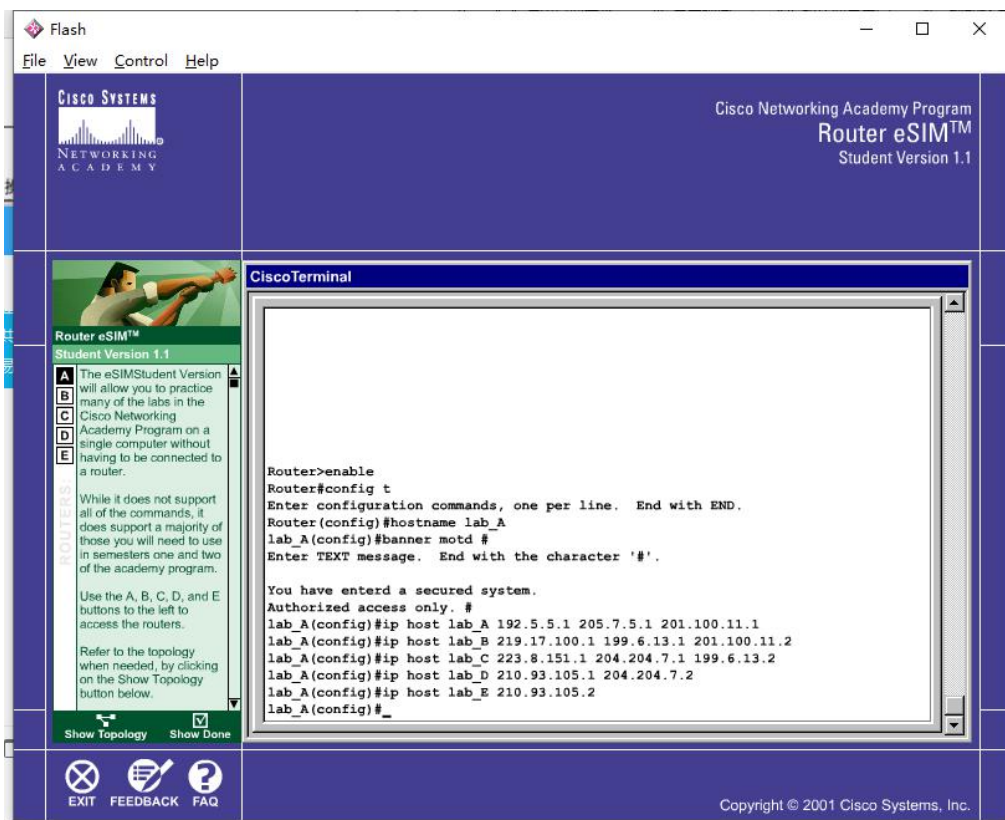 Flash
File View Control Help
CISCO SYSTEMS
NETWORKING
ACADEMY
Cisco Networking Academy Program
Router eSIM™
Student Version 1.1
Router eSIM™
Student Version 1.1
A
B
C
D
E
ROUTERS:
The eSIMStudent Version
will allow you to practice
many of the labs in the
Cisco Networking
Academy Program on a
single computer without
having to be connected to
a router.
While it does not support
all of the commands, it
does support a majority of
those you will need to use
in semesters one and two
of the academy program.
Use the A, B, C, D, and E
buttons to the left to
access the routers.
Refer to the topology
when needed, by clicking
on the Show Topology
button below.
Show Topology Show Done
CiscoTerminal
Router>enable
Router#config t
Enter configuration commands, one per line. End with END.
Router(config)#hostname lab_A
lab_A(config)#banner motd #
Enter TEXT message. End with the character '#'.
You have enterd a secured system.
Authorized access only. #
lab_A(config)#ip host lab_A 192.5.5.1 205.7.5.1 201.100.11.1
lab_A(config)#ip host lab_B 219.17.100.1 199.6.13.1 201.100.11.2
lab_A(config)#ip host lab_C 223.8.151.1 204.204.7.1 199.6.13.2
lab_A(config)#ip host lab_D 210.93.105.1 204.204.7.2
lab_A(config)#ip host lab_E 210.93.105.2
lab_A(config)#_
EXIT FEEDBACK FAQ
Copyright © 2001 Cisco Systems, Inc.